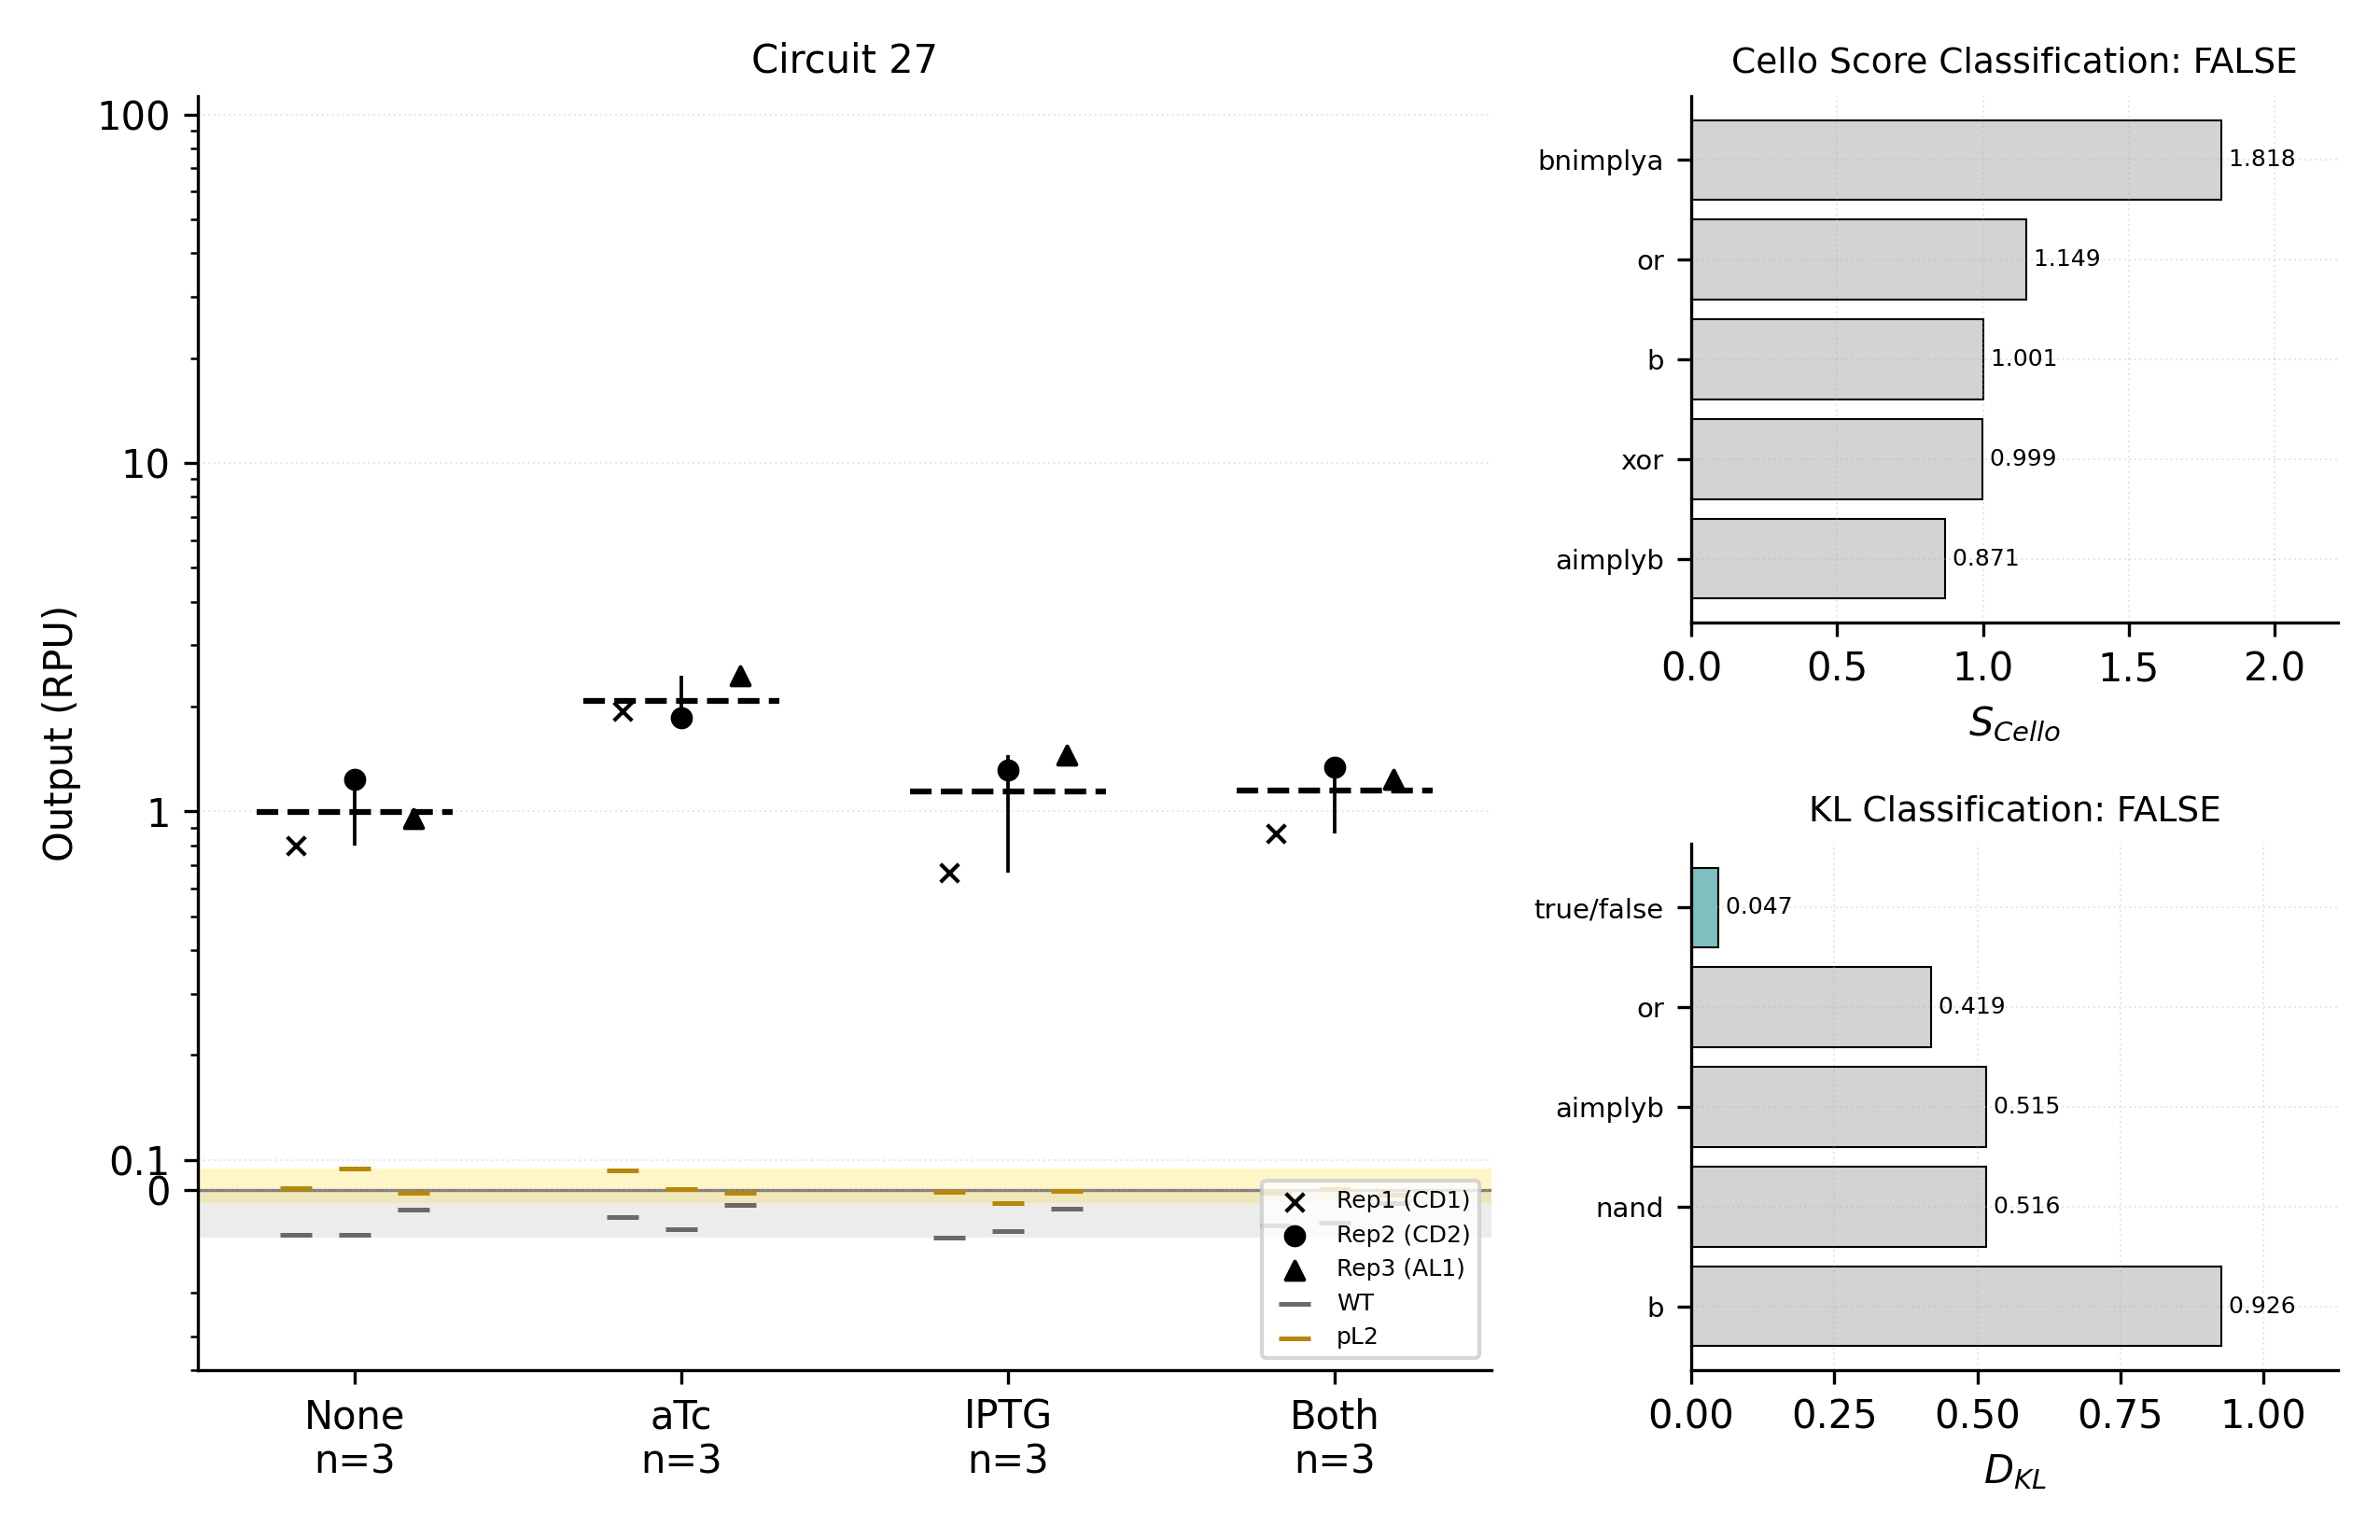 Circuit 27
Output (RPU)
100
10
1
0.1
0
None
n=3
aTc
n=3
IPTG
n=3
Both
n=3
Rep1 (CD1)
Rep2 (CD2)
Rep3 (AL1)
WT
pL2
Cello Score Classification: FALSE
bnimplya
1.818
or
1.149
b
1.001
xor
0.999
aimplyb
0.871
0.0 0.5 1.0 1.5 2.0
S_Cello
KL Classification: FALSE
true/false
0.047
or
0.419
aimplyb
0.515
nand
0.516
b
0.926
0.00 0.25 0.50 0.75 1.00
D_KL